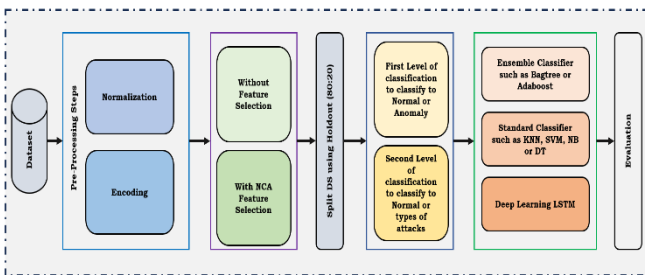 Dataset
Pre-Processing Steps
Normalization
Encoding
Without
Feature
Selection
With NCA
Feature
Selection
Split DS using Holdout (80:20)
First Level of
classification
to classify to
Normal or
Anomaly
Second Level
of
classification
to classify to
Normal or
types of
attacks
Ensemble Classifier
such as Bagtree or
Adaboost
Standard Classifier
such as KNN, SVM, NB
or DT
Deep Learning LSTM
Evaluation